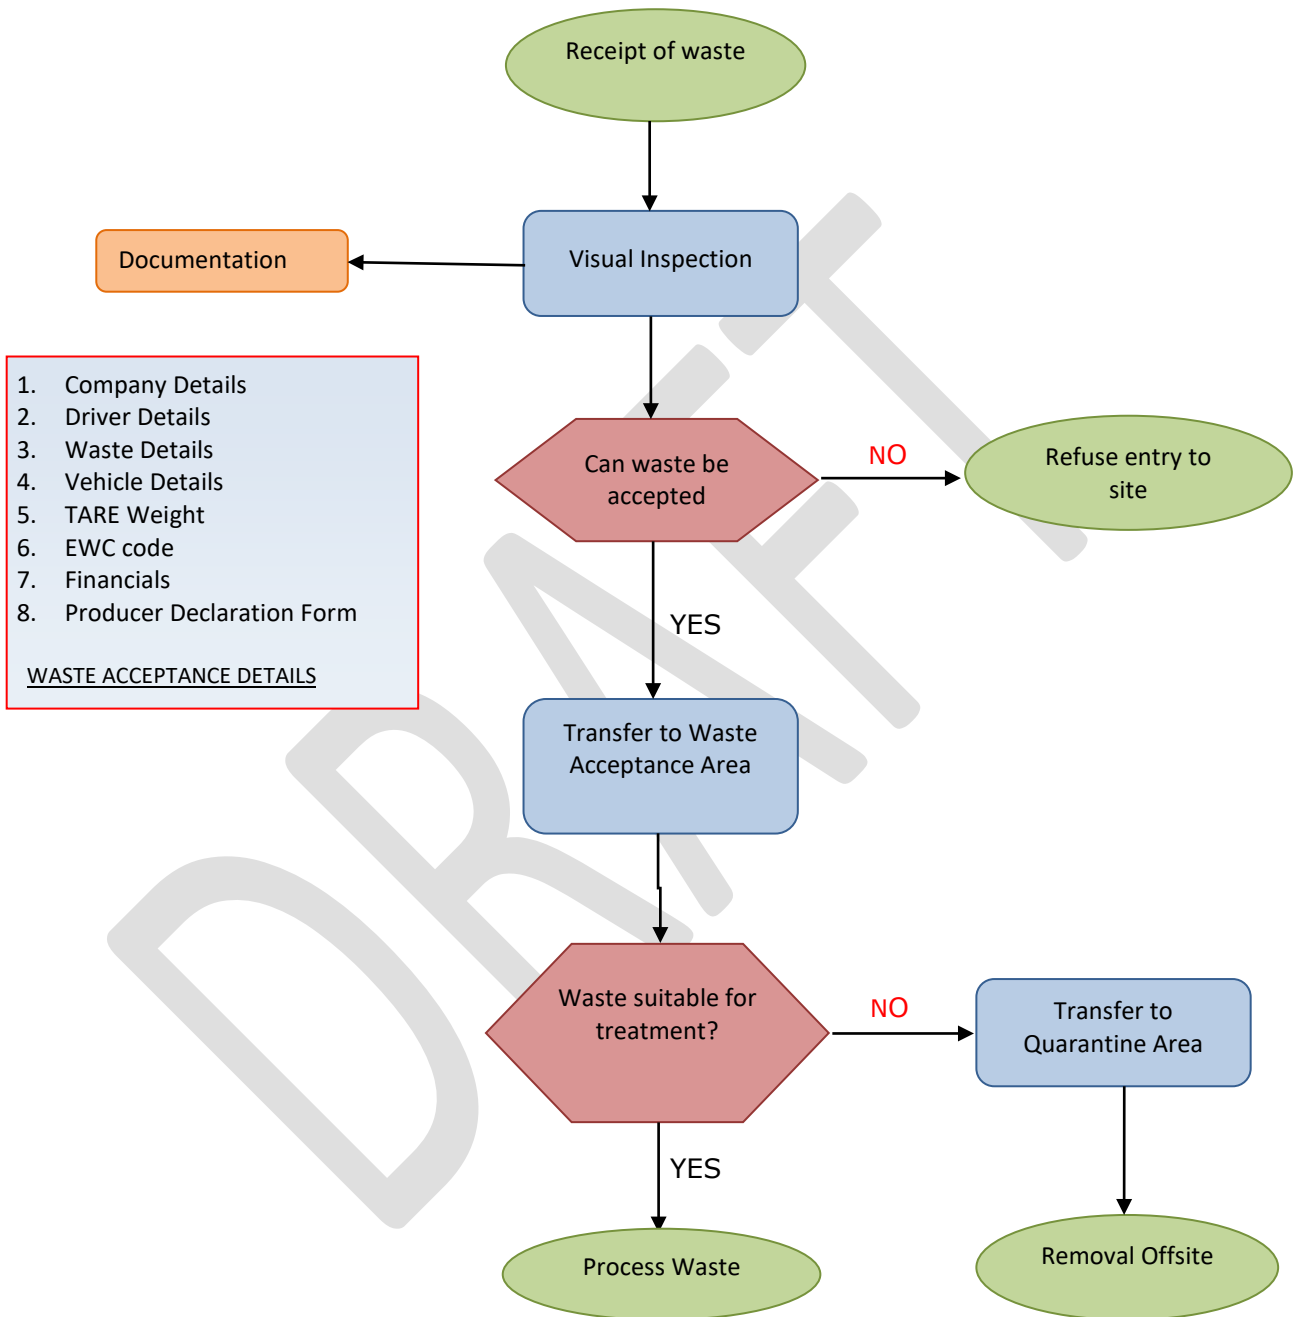 Receipt of waste
Documentation
Visual Inspection
1. Company Details
2. Driver Details
3. Waste Details
4. Vehicle Details
5. TARE Weight
6. EWC code
7. Financials
8. Producer Declaration Form
WASTE ACCEPTANCE DETAILS
Can waste be
accepted
NO
Refuse entry to
site
YES
Transfer to Waste
Acceptance Area
Waste suitable for
treatment?
NO
Transfer to
Quarantine Area
YES
Process Waste
Removal Offsite
DRAFT